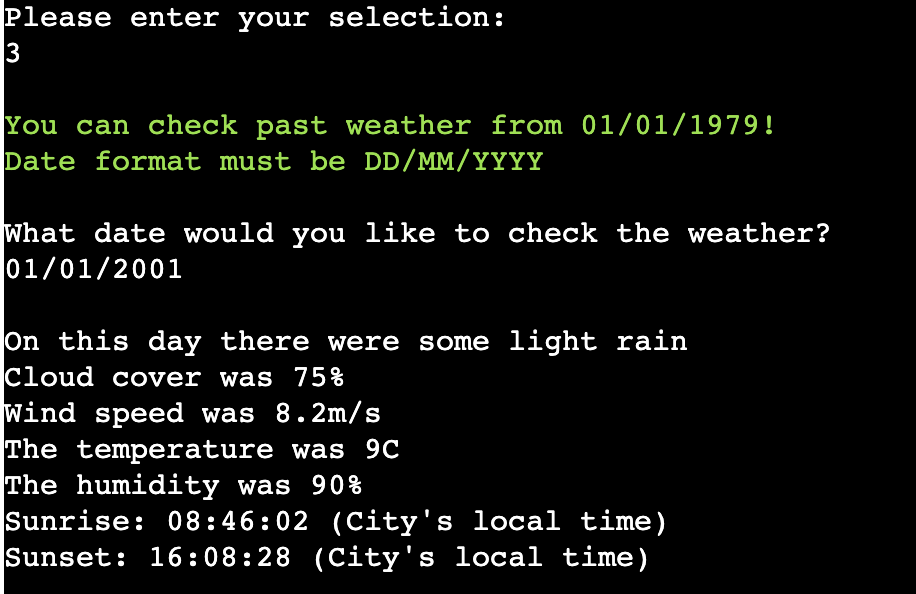 Please enter your selection:
3
You can check past weather from 01/01/1979!
Date format must be DD/MM/YYYY
What date would you like to check the weather?
01/01/2001
On this day there were some light rain
Cloud cover was 75%
Wind speed was 8.2m/s
The temperature was 9C
The humidity was 90%
Sunrise: 08:46:02 (City's local time)
Sunset: 16:08:28 (City's local time)